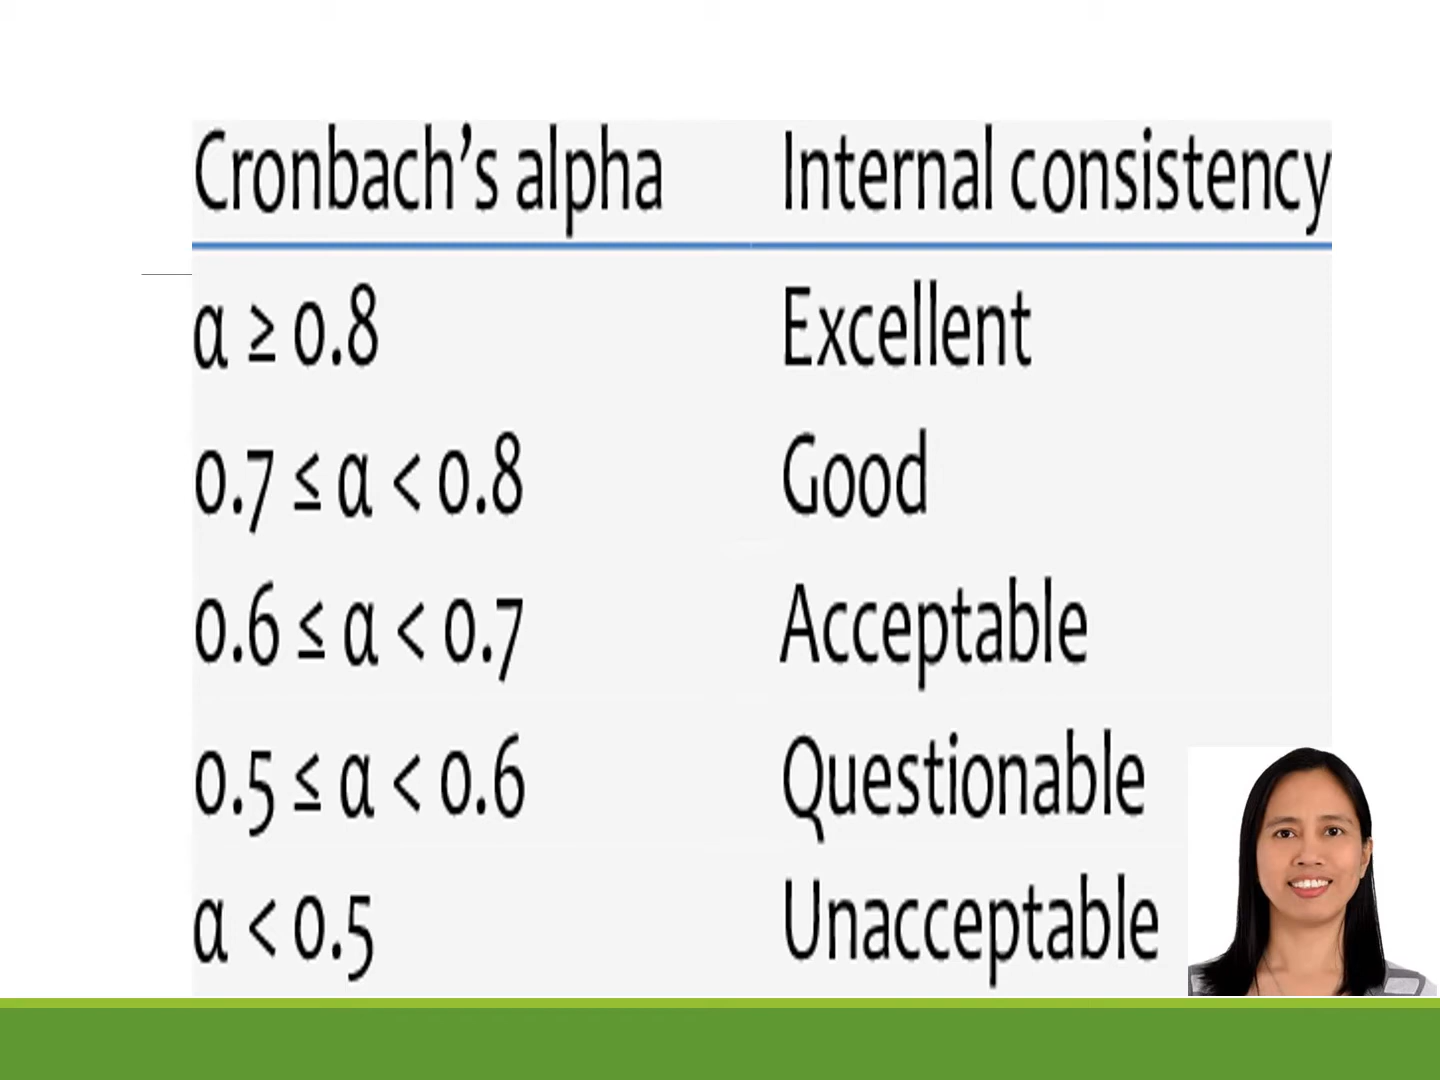 Cronbach’s alpha Internal consistency
α ≥ 0.8 Excellent
0.7 ≤ α < 0.8 Good
0.6 ≤ α < 0.7 Acceptable
0.5 ≤ α < 0.6 Questionable
α < 0.5 Unacceptable